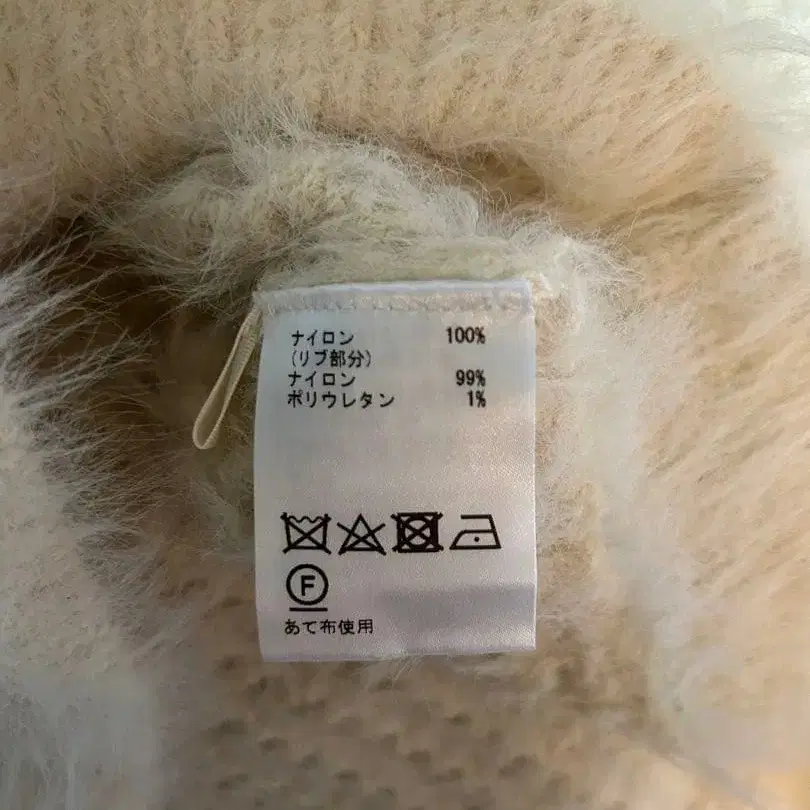 ナイロン 100%
(リブ部分)
ナイロン 99%
ポリウレタン 1%
F
あて布使用